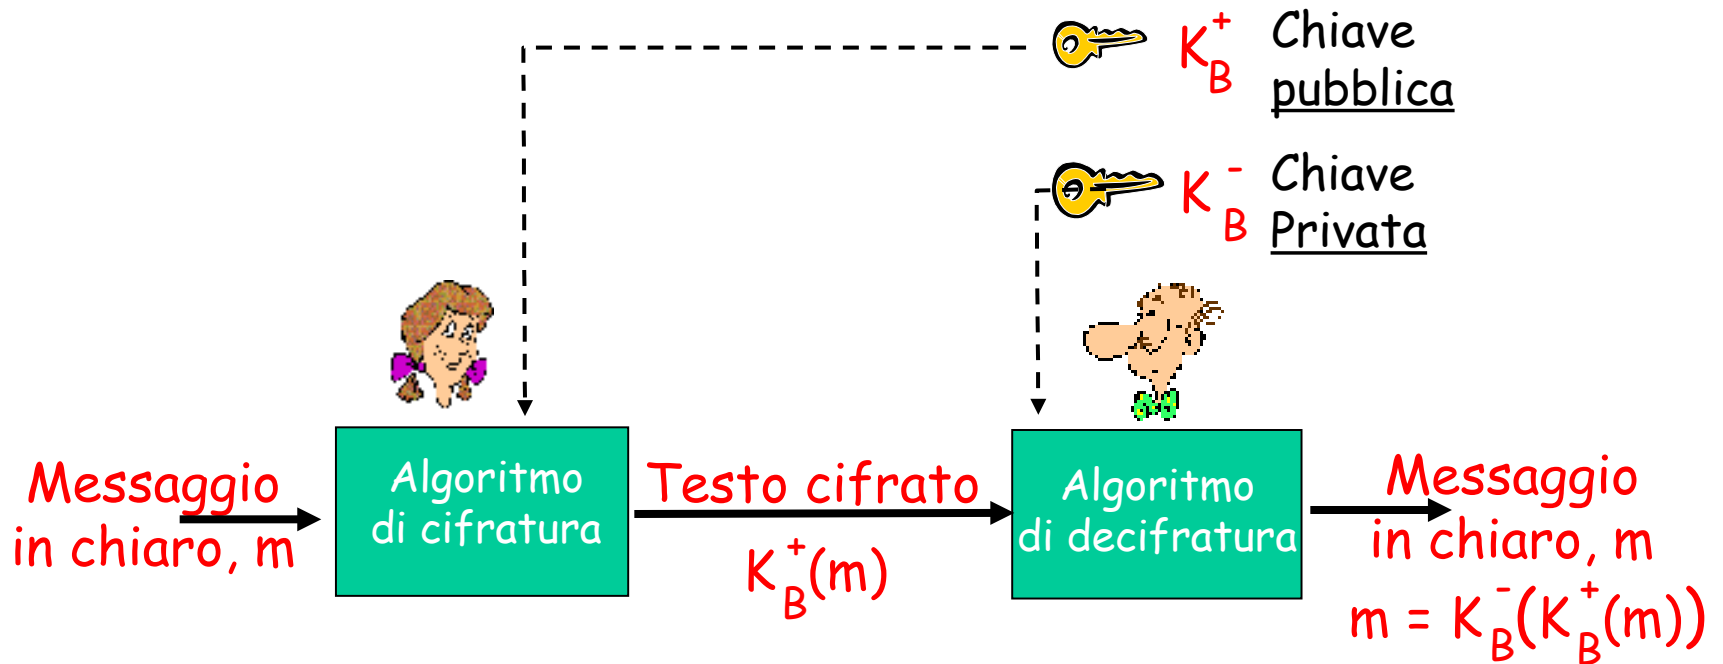 K_B^+ Chiave
pubblica
K_B^- Chiave
Privata
Messaggio
in chiaro, m
Algoritmo
di cifratura
Testo cifrato
K_B^+(m)
Algoritmo
di decifratura
Messaggio
in chiaro, m
m = K_B^-(K_B^+(m))